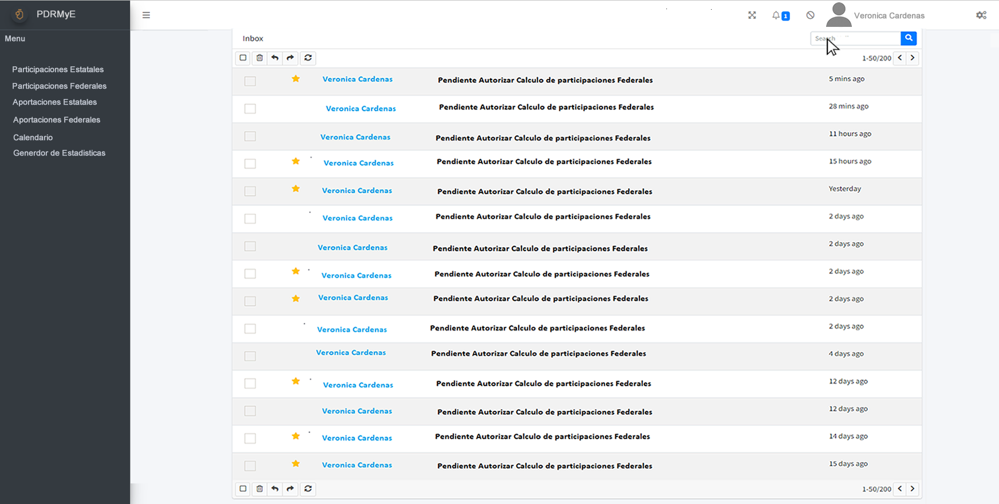 PDRMyE
1
Veronica Cardenas
Menu
Participaciones Estatales
Participaciones Federales
Aportaciones Estatales
Aportaciones Federales
Calendario
Generdor de Estadisticas
Inbox
Search
1-50/200
Veronica Cardenas Pendiente Autorizar Calculo de participaciones Federales 5 mins ago
Veronica Cardenas Pendiente Autorizar Calculo de participaciones Federales 28 mins ago
Veronica Cardenas Pendiente Autorizar Calculo de participaciones Federales 11 hours ago
Veronica Cardenas Pendiente Autorizar Calculo de participaciones Federales 15 hours ago
Veronica Cardenas Pendiente Autorizar Calculo de participaciones Federales Yesterday
Veronica Cardenas Pendiente Autorizar Calculo de participaciones Federales 2 days ago
Veronica Cardenas Pendiente Autorizar Calculo de participaciones Federales 2 days ago
Veronica Cardenas Pendiente Autorizar Calculo de participaciones Federales 2 days ago
Veronica Cardenas Pendiente Autorizar Calculo de participaciones Federales 2 days ago
Veronica Cardenas Pendiente Autorizar Calculo de participaciones Federales 2 days ago
Veronica Cardenas Pendiente Autorizar Calculo de participaciones Federales 4 days ago
Veronica Cardenas Pendiente Autorizar Calculo de participaciones Federales 12 days ago
Veronica Cardenas Pendiente Autorizar Calculo de participaciones Federales 12 days ago
Veronica Cardenas Pendiente Autorizar Calculo de participaciones Federales 14 days ago
Veronica Cardenas Pendiente Autorizar Calculo de participaciones Federales 15 days ago
1-50/200